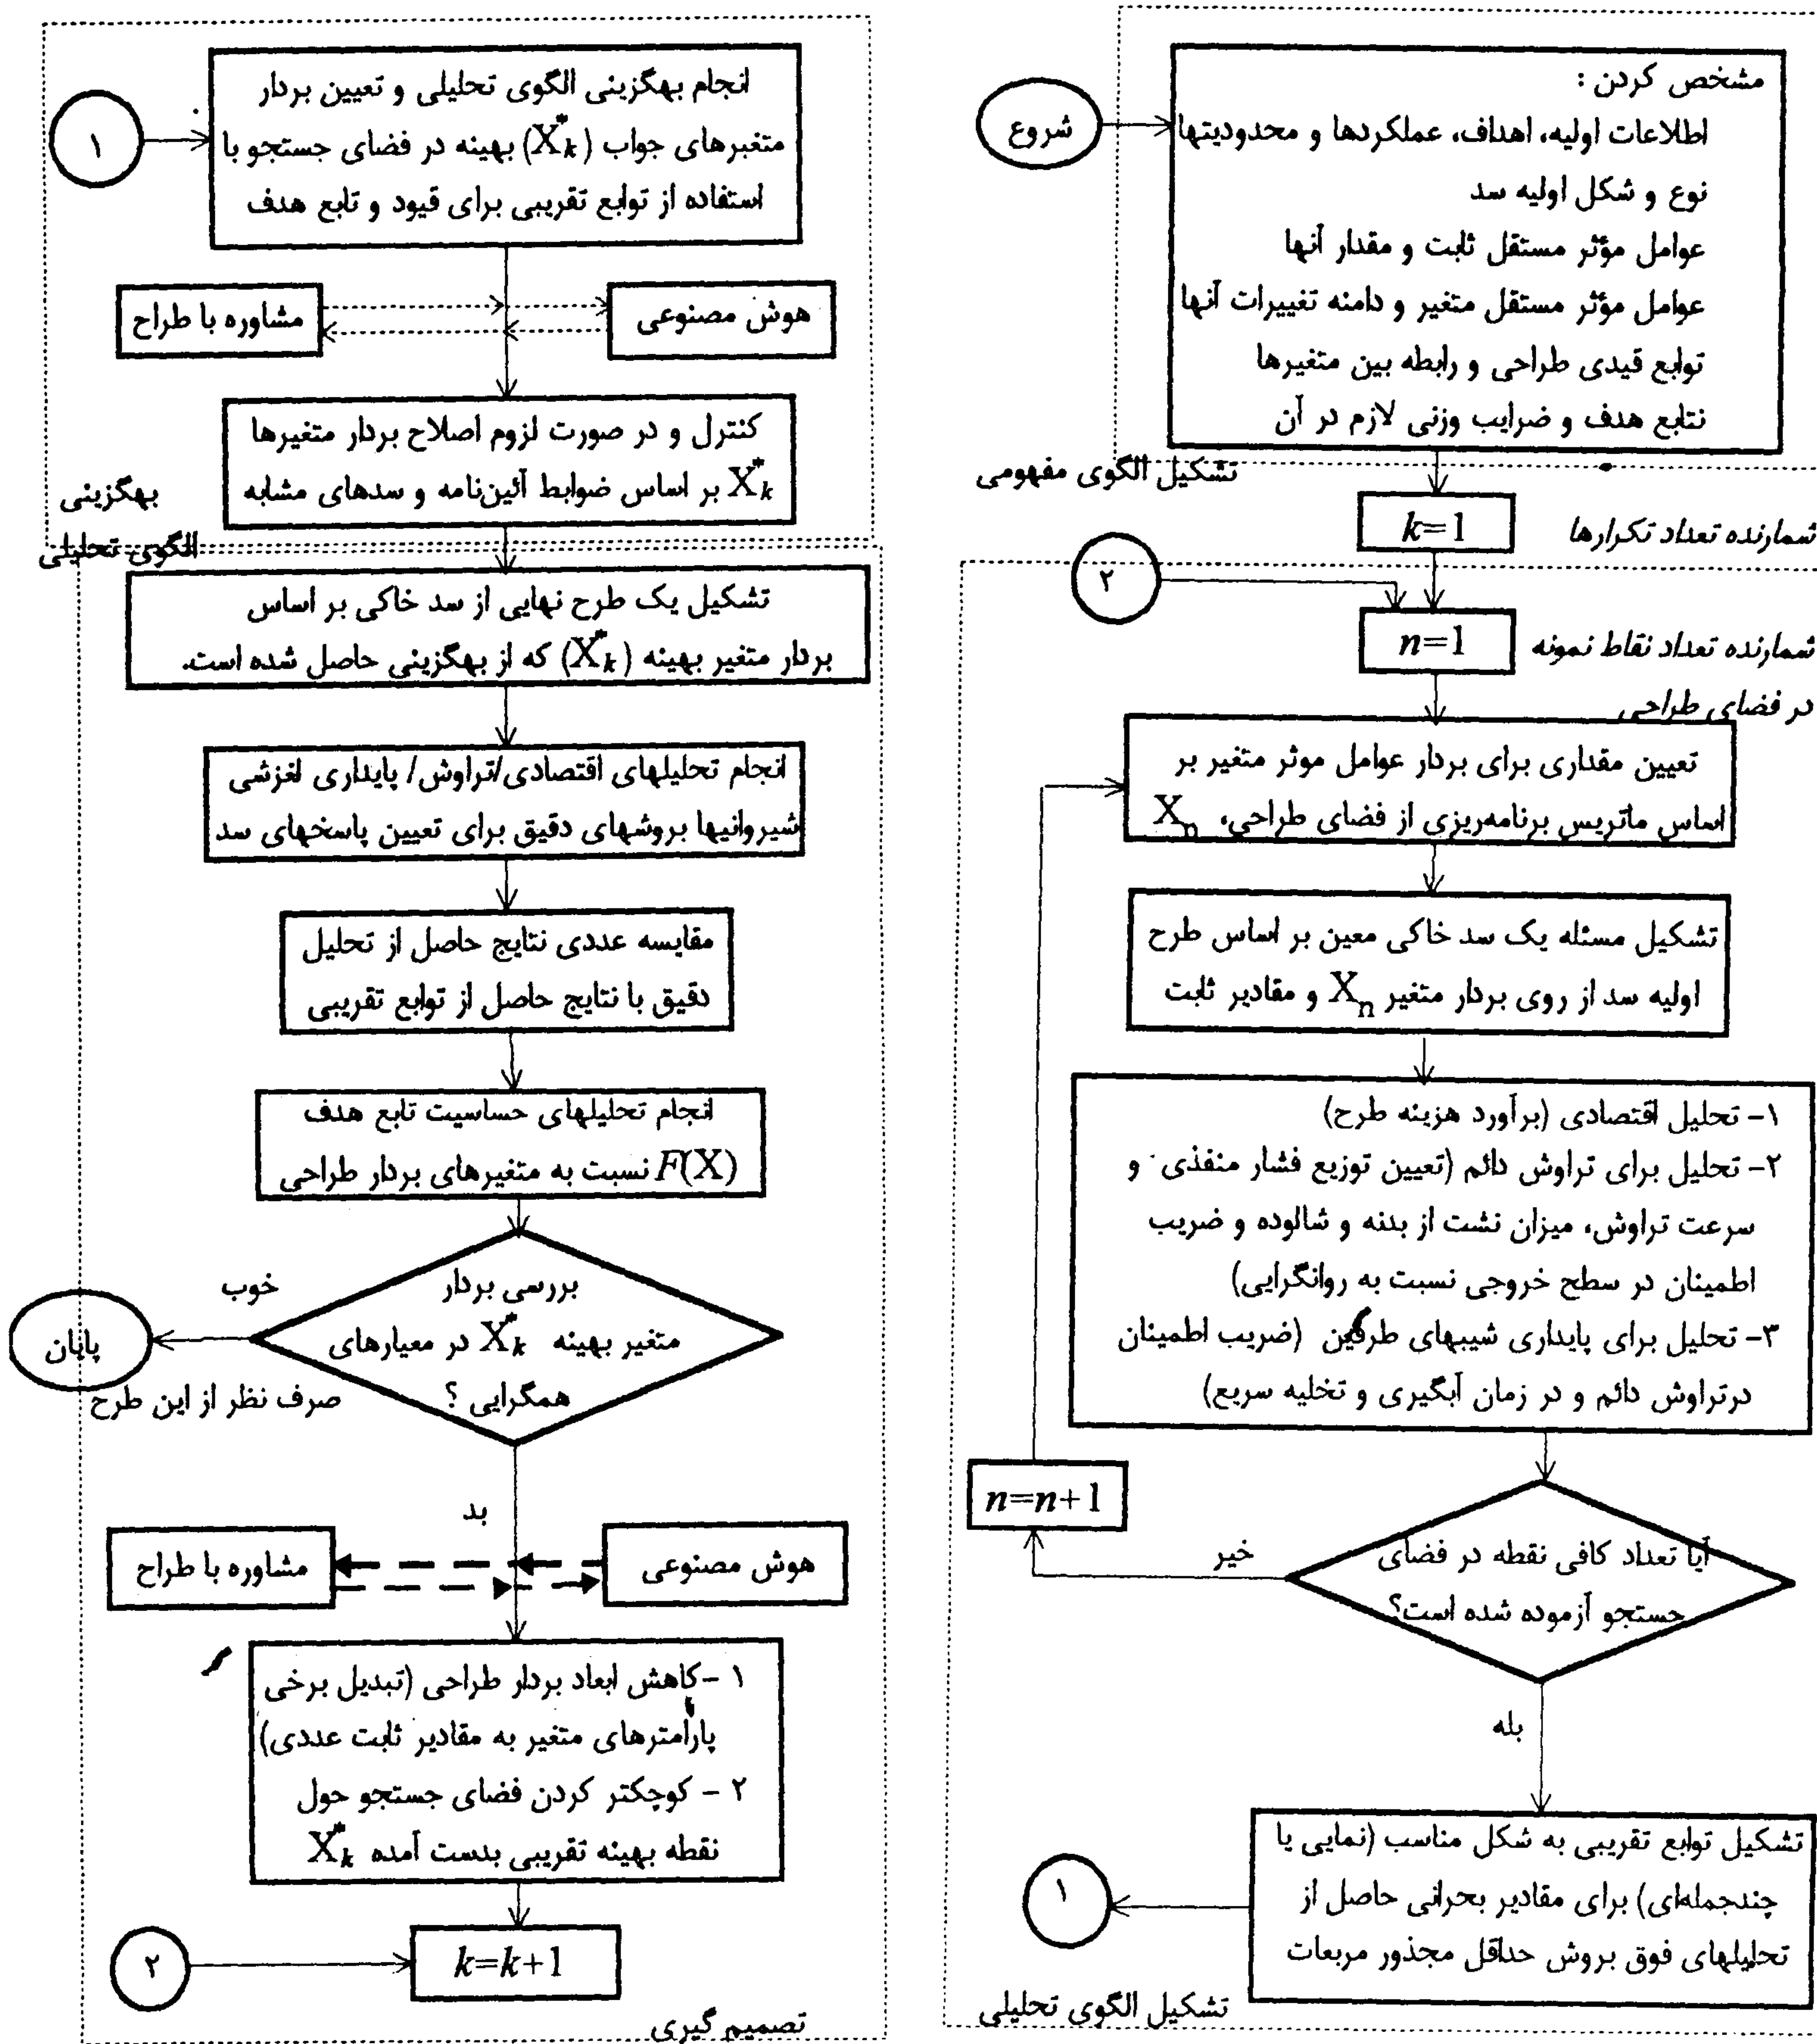 شروع
مشخص کردن :
اطلاعات اولیه، اهداف، عملکردها و محدودیتها
نوع و شکل اولیه سد
عوامل مؤثر مستقل ثابت و مقدار آنها
عوامل مؤثر مستقل متغیر و دامنه تغییرات آنها
توابع قیدی طراحی و رابطه بین متغیرها
نتابع هدف و ضرایب وزنی لازم در آن
تشکیل الگوی مفهومی
k=1
شمارنده تعداد تکرارها
۲
n=1
شمارنده تعداد نقاط نمونه
در فضای طراحی
تعیین مقداری برای بردار عوامل موثر متغیر بر
اساس ماتریس برنامه‌ریزی از فضای طراحی، Xn
تشکیل مسئله یک سد خاکی معین بر اساس طرح
اولیه سد از روی بردار متغیر Xn و مقادیر ثابت
۱- تحلیل اقتصادی (برآورد هزینه طرح)
۲- تحلیل برای تراوش دائم (تعیین توزیع فشار منفذی و
سرعت تراوش، میزان نشت از بدنه و شالوده و ضریب
اطمینان در سطح خروجی نسبت به روانگرایی)
۳- تحلیل برای پایداری شیبهای طرفین (ضریب اطمینان
درتراوش دائم و در زمان آبگیری و تخلیه سریع)
n=n+1
خیر
آیا تعداد کافی نقطه در فضای
جستجو آزموده شده است؟
بله
تشکیل توابع تقریبی به شکل مناسب (نمایی یا
چندجمله‌ای) برای مقادیر بحرانی حاصل از
تحلیلهای فوق بروش حداقل مجذور مربعات
۱
تشکیل الگوی تحلیلی
۱
انجام بهگزینی الگوی تحلیلی و تعیین بردار
متغبرهای جواب (X*k) بهینه در فضای جستجو با
استفاده از توابع تقریبی برای قیود و تابع هدف
هوش مصنوعی
مشاوره با طراح
کنترل و در صورت لزوم اصلاح بردار متغیرها
X*k بر اساس ضوابط آئین‌نامه و سدهای مشابه
بهگزینی
الگوی تحلیلی
تشکیل یک طرح نهایی از سد خاکی بر اساس
بردار متغیر بهینه (X*k) که از بهگزینی حاصل شده است.
انجام تحلیلهای اقتصادی/تراوش/ پایداری لغزشی
شیروانیها بروشهای دقیق برای تعیین پاسخهای سد
مقایسه عددی نتایج حاصل از تحلیل
دقیق با نتایج حاصل از توابع تقریبی
انجام تحلیلهای حساسیت تابع هدف
F(X) نسبت به متغیرهای بردار طراحی
بررسی بردار
متغیر بهینه X*k در معیارهای
همگرایی ؟
خوب
پایان
صرف نظر از این طرح
بد
هوش مصنوعی
مشاوره با طراح
۱ -کاهش ابعاد بردار طراحی (تبدیل برخی
پارامترهای متغیر به مقادیر ثابت عددی)
۲ - کوچکتر کردن فضای جستجو حول
نقطه بهینه تقریبی بدست آمده X*k
۲
k=k+1
تصمیم گیری